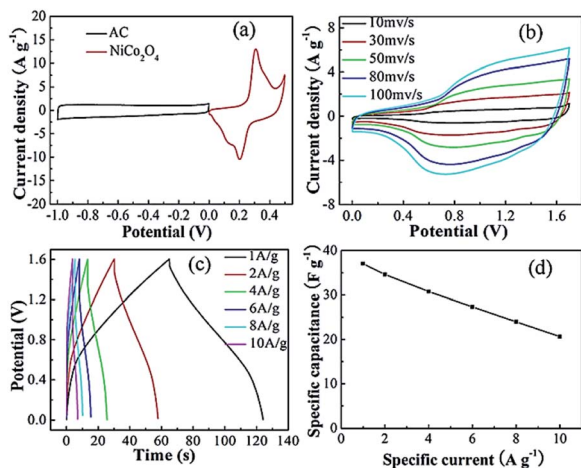 (a)
AC
NiCo₂O₄
Current density (A g⁻¹)
20
15
10
5
0
-5
-10
-15
-20
-1.0 -0.8 -0.6 -0.4 -0.2 0.0 0.2 0.4
Potential (V)
(b)
10mv/s
30mv/s
50mv/s
80mv/s
100mv/s
Current density (A g⁻¹)
8
4
0
-4
-8
0.0 0.4 0.8 1.2 1.6
Potential (V)
(c)
1A/g
2A/g
4A/g
6A/g
8A/g
10A/g
Potential (V)
1.6
1.2
0.8
0.4
0.0
0 20 40 60 80 100 120 140
Time (s)
(d)
Specific capacitance (F g⁻¹)
40
30
20
10
0
0 2 4 6 8 10
Specific current (A g⁻¹)